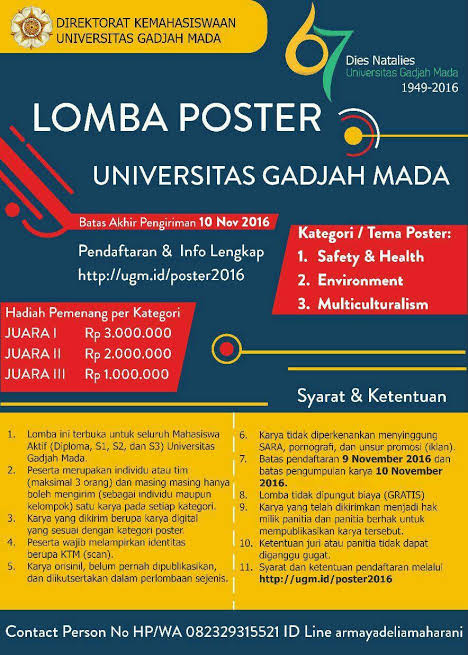 DIREKTORAT KEMAHASISWAAN
UNIVERSITAS GADJAH MADA
67
Dies Natalies
Universitas Gadjah Mada
1949-2016
LOMBA POSTER
UNIVERSITAS GADJAH MADA
Batas Akhir Pengiriman 10 Nov 2016
Pendaftaran & Info Lengkap
http://ugm.id/poster2016
Kategori / Tema Poster:
1. Safety & Health
2. Environment
3. Multiculturalism
Hadiah Pemenang per Kategori
JUARA I Rp 3.000.000
JUARA II Rp 2.000.000
JUARA III Rp 1.000.000
Syarat & Ketentuan
1. Lomba ini terbuka untuk seluruh Mahasiswa
Aktif (Diploma, S1, S2, dan S3) Universitas
Gadjah Mada.
2. Peserta merupakan individu atau tim
(maksimal 3 orang) dan masing masing hanya
boleh mengirim (sebagai individu maupun
kelompok) satu karya pada setiap kategori.
3. Karya yang dikirim berupa karya digital
yang sesuai dengan kategori poster.
4. Peserta wajib melampirkan identitas
berupa KTM (scan).
5. Karya orisinil, belum pernah dipublikasikan,
dan diikutsertakan dalam perlombaan sejenis.
6. Karya tidak diperkenankan menyinggung
SARA, pornografi, dan unsur promosi (iklan).
7. Batas pendaftaran 9 November 2016 dan
batas pengumpulan karya 10 November
2016.
8. Lomba tidak dipungut biaya (GRATIS)
9. Karya yang telah dikirimkan menjadi hak
milik panitia dan panitia berhak untuk
mempublikasikan karya tersebut.
10. Ketentuan juri atau panitia tidak dapat
diganggu gugat.
11. Syarat dan ketentuan pendaftaran melalui
http://ugm.id/poster2016
Contact Person No HP/WA 082329315521 ID Line armayadeliamaharani